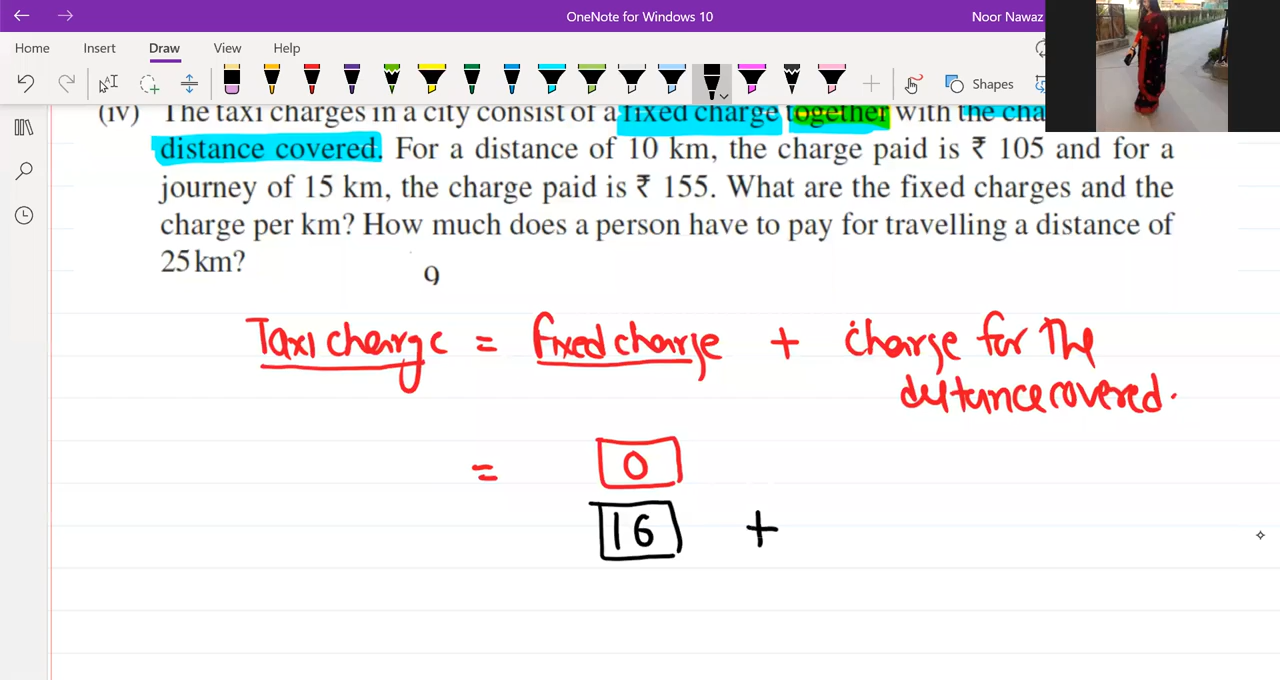 OneNote for Windows 10
Noor Nawaz
Home Insert Draw View Help
Shapes
(iv) The taxi charges in a city consist of a fixed charge together with the cha
distance covered. For a distance of 10 km, the charge paid is ₹ 105 and for a
journey of 15 km, the charge paid is ₹ 155. What are the fixed charges and the
charge per km? How much does a person have to pay for travelling a distance of
25 km?
9
Taxi charge = fixed charge + charge for the
distance covered.
= 0
16 +